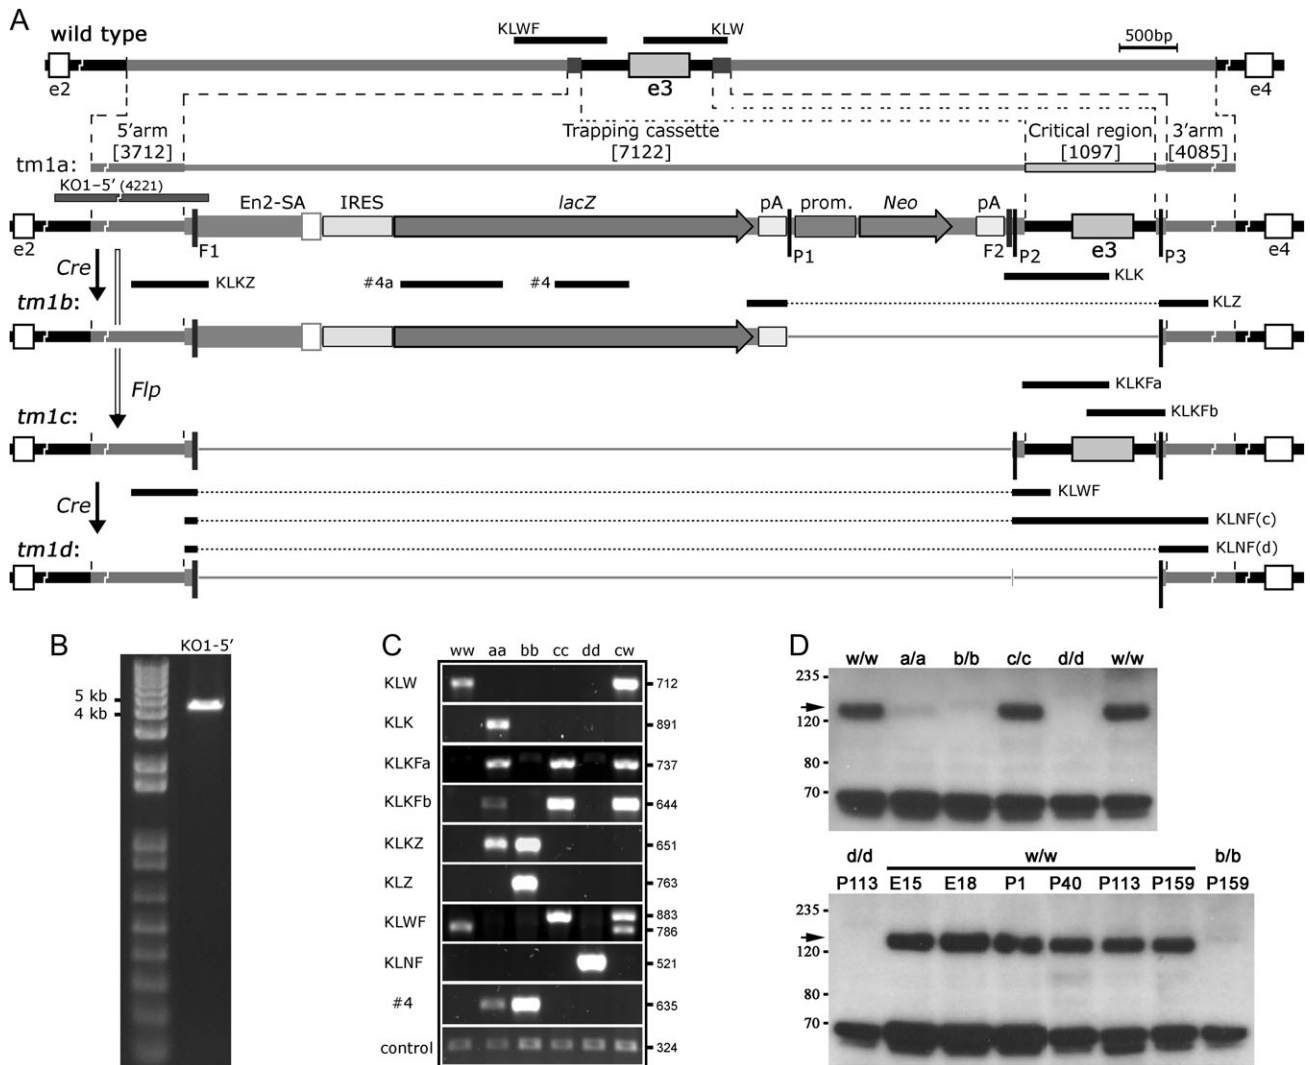 A
wild type
KLWF
KLW
500bp
e2
e3
e4
5'arm
[3712]
Trapping cassette
[7122]
Critical region
[1097]
3'arm
[4085]
tm1a:
KO1-5' (4221)
En2-SA
IRES
lacZ
pA
prom.
Neo
pA
e2
F1
P1
F2
P2
e3
P3
e4
Cre
KLKZ
#4a
#4
KLK
tm1b:
KLZ
Flp
KLKFa
tm1c:
KLKFb
Cre
KLWF
KLNF(c)
tm1d:
KLNF(d)
B
KO1-5'
5 kb
4 kb
C
ww aa bb cc dd cw
KLW 712
KLK 891
KLKFa 737
KLKFb 644
KLKZ 651
KLZ 763
KLWF 883
786
KLNF 521
#4 635
control 324
D
w/w a/a b/b c/c d/d w/w
235
120
80
70
d/d w/w b/b
P113 E15 E18 P1 P40 P113 P159 P159
235
120
80
70